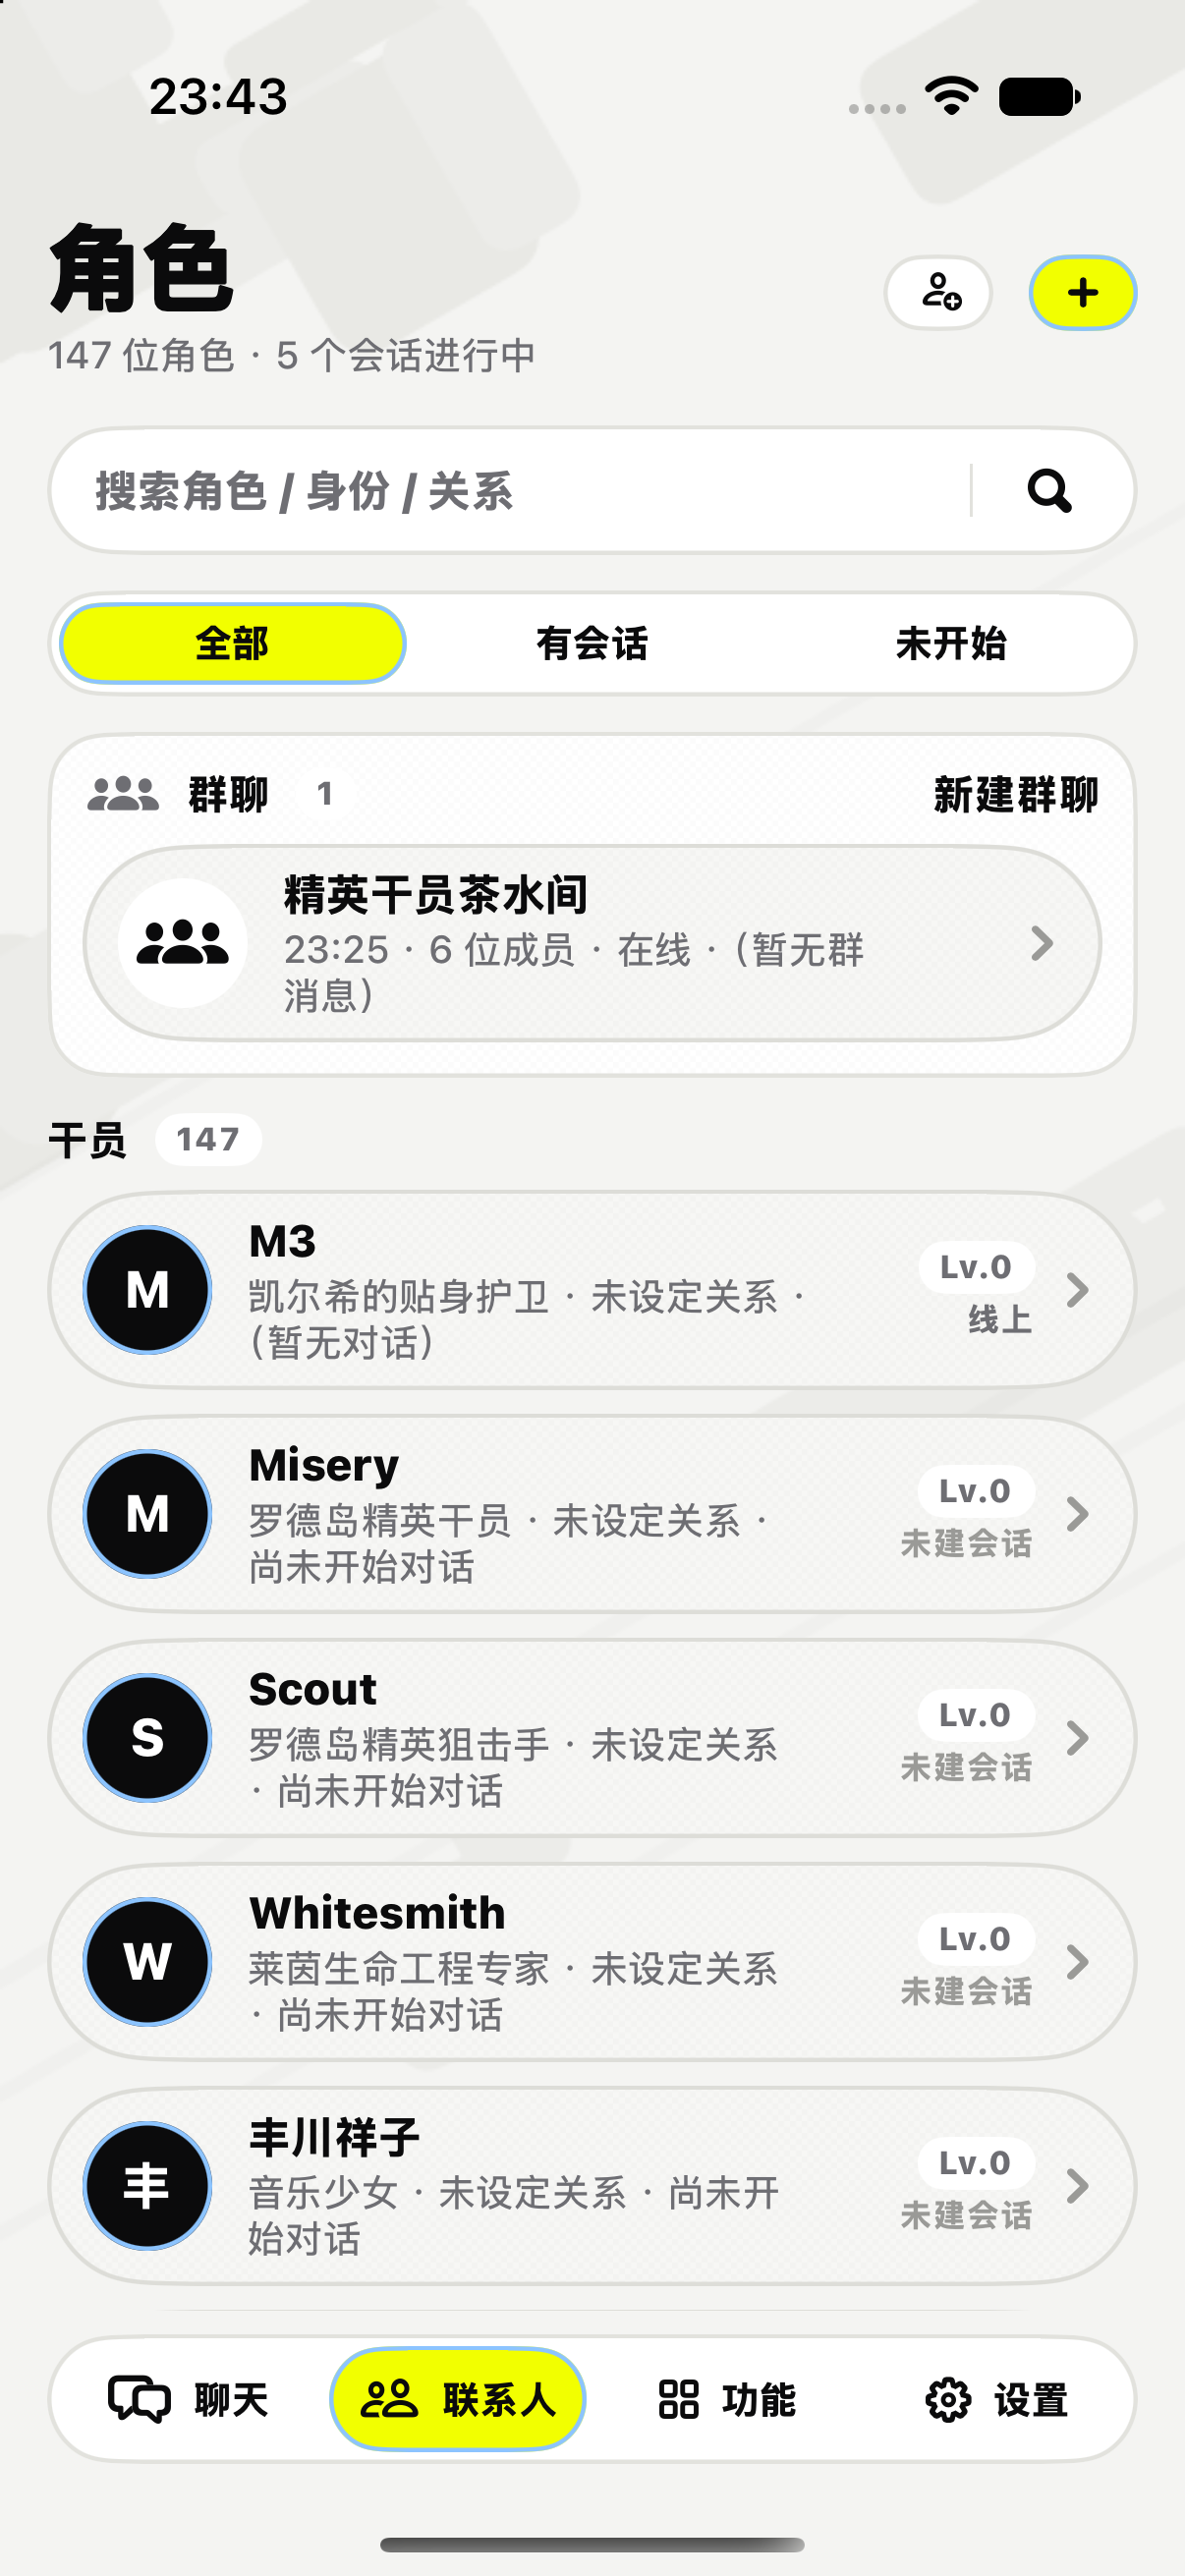 23:43
角色
147 位角色 · 5 个会话进行中
搜索角色 / 身份 / 关系
全部
有会话
未开始
群聊 1
新建群聊
精英干员茶水间
23:25 · 6 位成员 · 在线 · （暂无群
消息）
干员 147
M
M3
凯尔希的贴身护卫 · 未设定关系 ·
（暂无对话）
Lv.0
线上
M
Misery
罗德岛精英干员 · 未设定关系 ·
尚未开始对话
Lv.0
未建会话
S
Scout
罗德岛精英狙击手 · 未设定关系
· 尚未开始对话
Lv.0
未建会话
W
Whitesmith
莱茵生命工程专家 · 未设定关系
· 尚未开始对话
Lv.0
未建会话
丰
丰川祥子
音乐少女 · 未设定关系 · 尚未开
始对话
Lv.0
未建会话
聊天
联系人
功能
设置